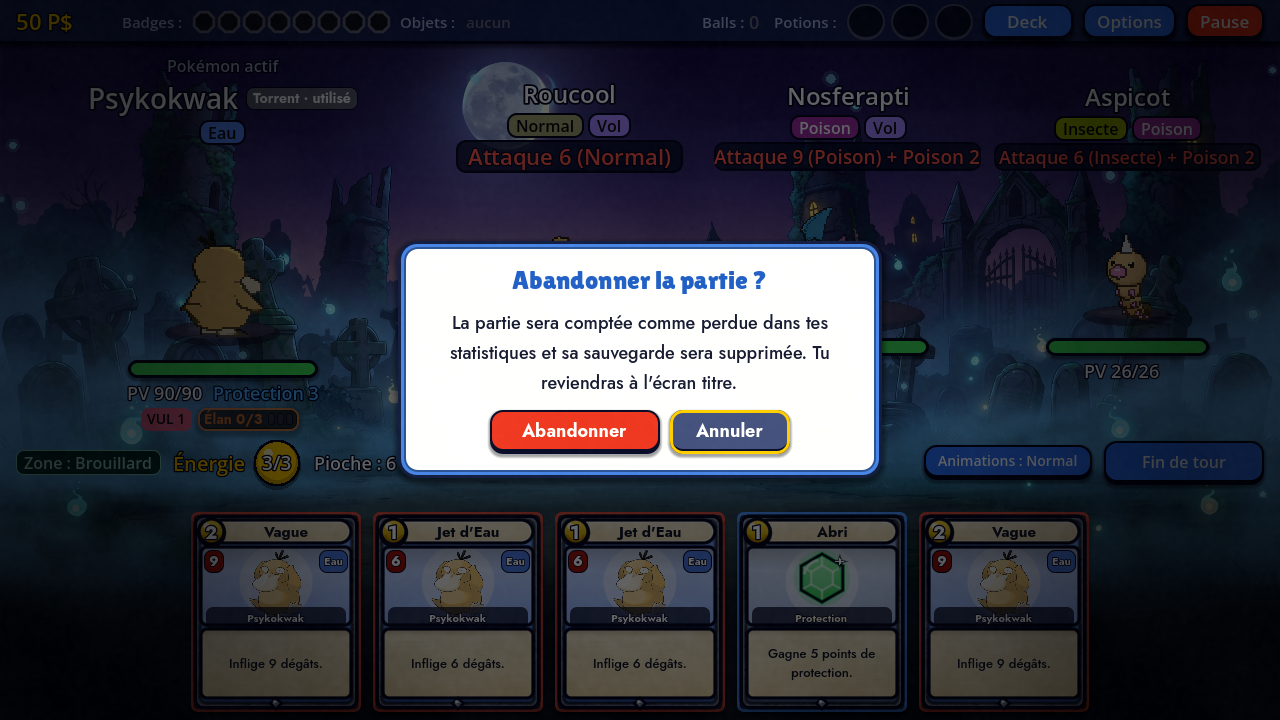 50 P$
Badges :
Objets : aucun
Balls : 0
Potions :
Deck
Options
Pause
Pokémon actif
Psykokwak
Torrent · utilisé
Eau
Roucool
Normal
Vol
Attaque 6 (Normal)
Nosferapti
Poison
Vol
Attaque 9 (Poison) + Poison 2
Aspicot
Insecte
Poison
Attaque 6 (Insecte) + Poison 2
Abandonner la partie ?
La partie sera comptée comme perdue dans tes
statistiques et sa sauvegarde sera supprimée. Tu
reviendras à l'écran titre.
Abandonner
Annuler
PV 90/90
Protection 3
VUL 1
Élan 0/3
PV 26/26
Zone : Brouillard
Énergie
3/3
Pioche : 6
Animations : Normal
Fin de tour
2
Vague
9
Eau
Psykokwak
Inflige 9 dégâts.
1
Jet d'Eau
6
Eau
Psykokwak
Inflige 6 dégâts.
1
Jet d'Eau
6
Eau
Psykokwak
Inflige 6 dégâts.
1
Abri
Protection
Gagne 5 points de
protection.
2
Vague
9
Eau
Psykokwak
Inflige 9 dégâts.